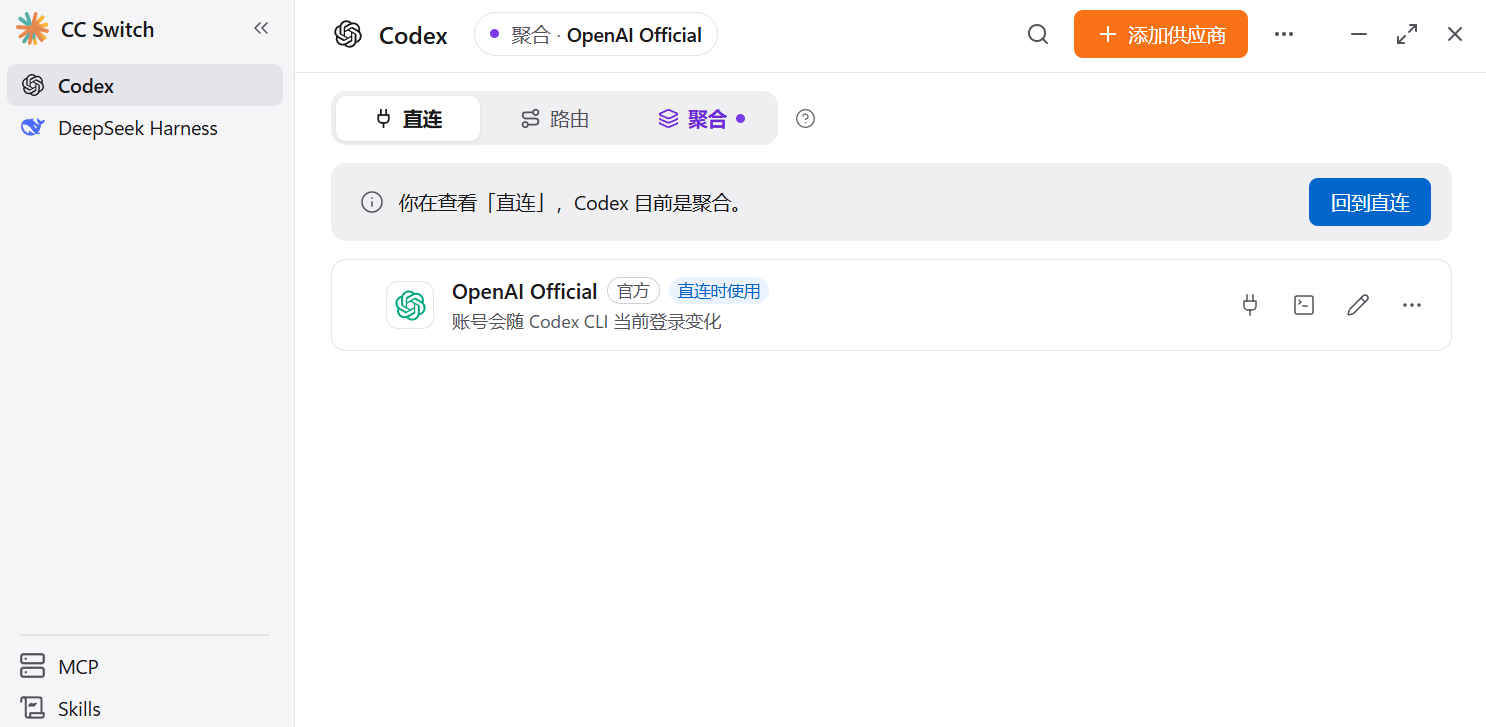 CC Switch
Codex
DeepSeek Harness
MCP
Skills
Codex
聚合 · OpenAI Official
添加供应商
直连
路由
聚合
你在查看「直连」，Codex 目前是聚合。
回到直连
OpenAI Official 官方 直连时使用
账号会随 Codex CLI 当前登录变化